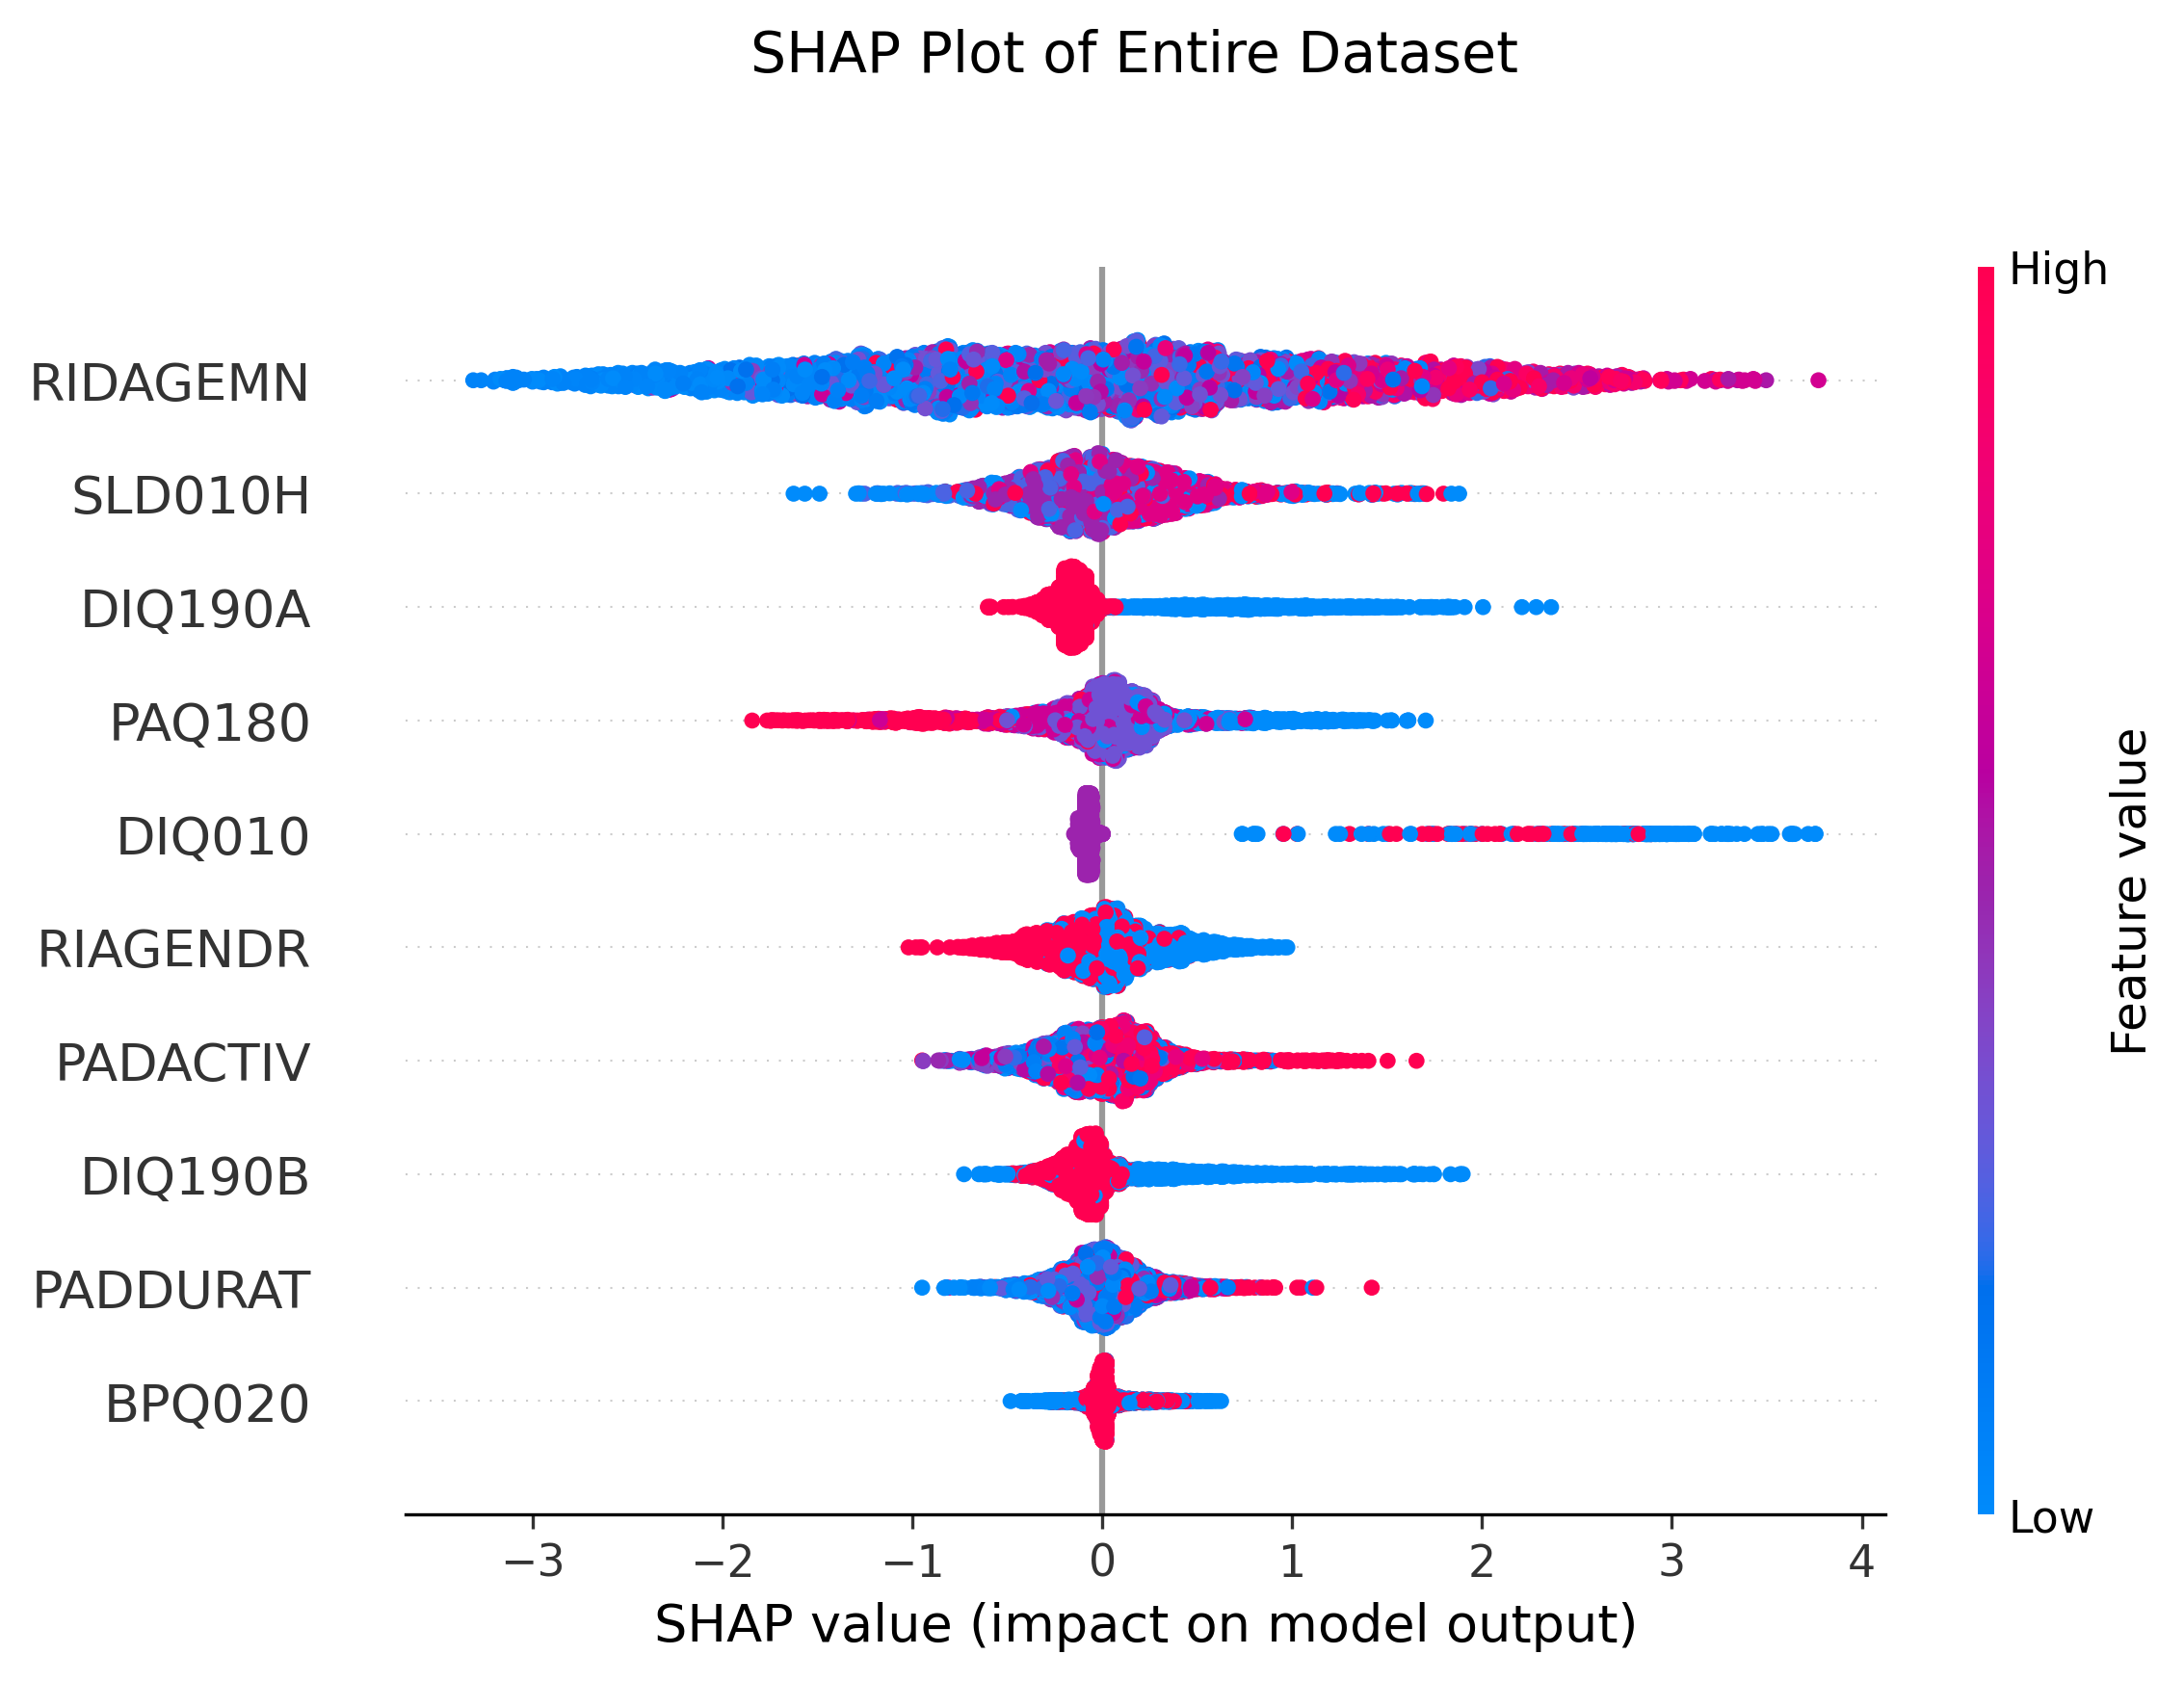 SHAP Plot of Entire Dataset
High
RIDAGEMN
SLD010H
DIQ190A
PAQ180
DIQ010
RIAGENDR
PADACTIV
DIQ190B
PADDURAT
BPQ020
Feature value
Low
−3 −2 −1 0 1 2 3 4
SHAP value (impact on model output)